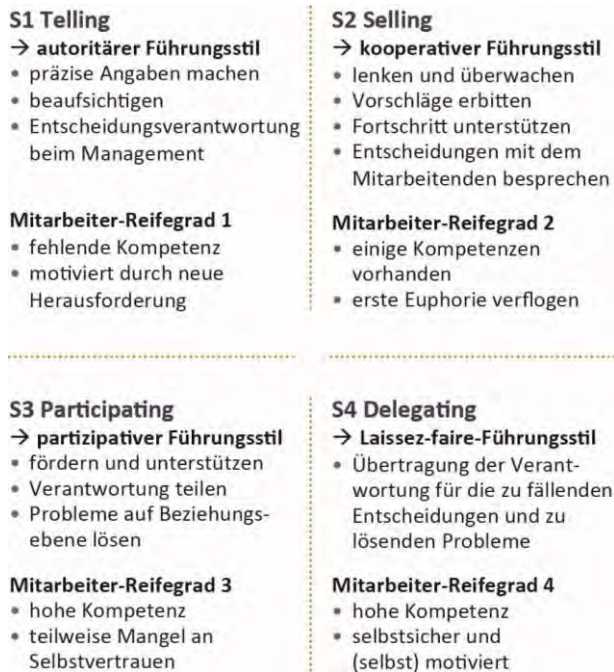 S1 Telling
→ autoritärer Führungsstil
• präzise Angaben machen
• beaufsichtigen
• Entscheidungsverantwortung
beim Management
Mitarbeiter-Reifegrad 1
• fehlende Kompetenz
• motiviert durch neue
Herausforderung
S2 Selling
→ kooperativer Führungsstil
• lenken und überwachen
• Vorschläge erbitten
• Fortschritt unterstützen
• Entscheidungen mit dem
Mitarbeitenden besprechen
Mitarbeiter-Reifegrad 2
• einige Kompetenzen
vorhanden
• erste Euphorie verflogen
S3 Participating
→ partizipativer Führungsstil
• fördern und unterstützen
• Verantwortung teilen
• Probleme auf Beziehungs-
ebene lösen
Mitarbeiter-Reifegrad 3
• hohe Kompetenz
• teilweise Mangel an
Selbstvertrauen
S4 Delegating
→ Laissez-faire-Führungsstil
• Übertragung der Verant-
wortung für die zu fällenden
Entscheidungen und zu
lösenden Probleme
Mitarbeiter-Reifegrad 4
• hohe Kompetenz
• selbstsicher und
(selbst) motiviert